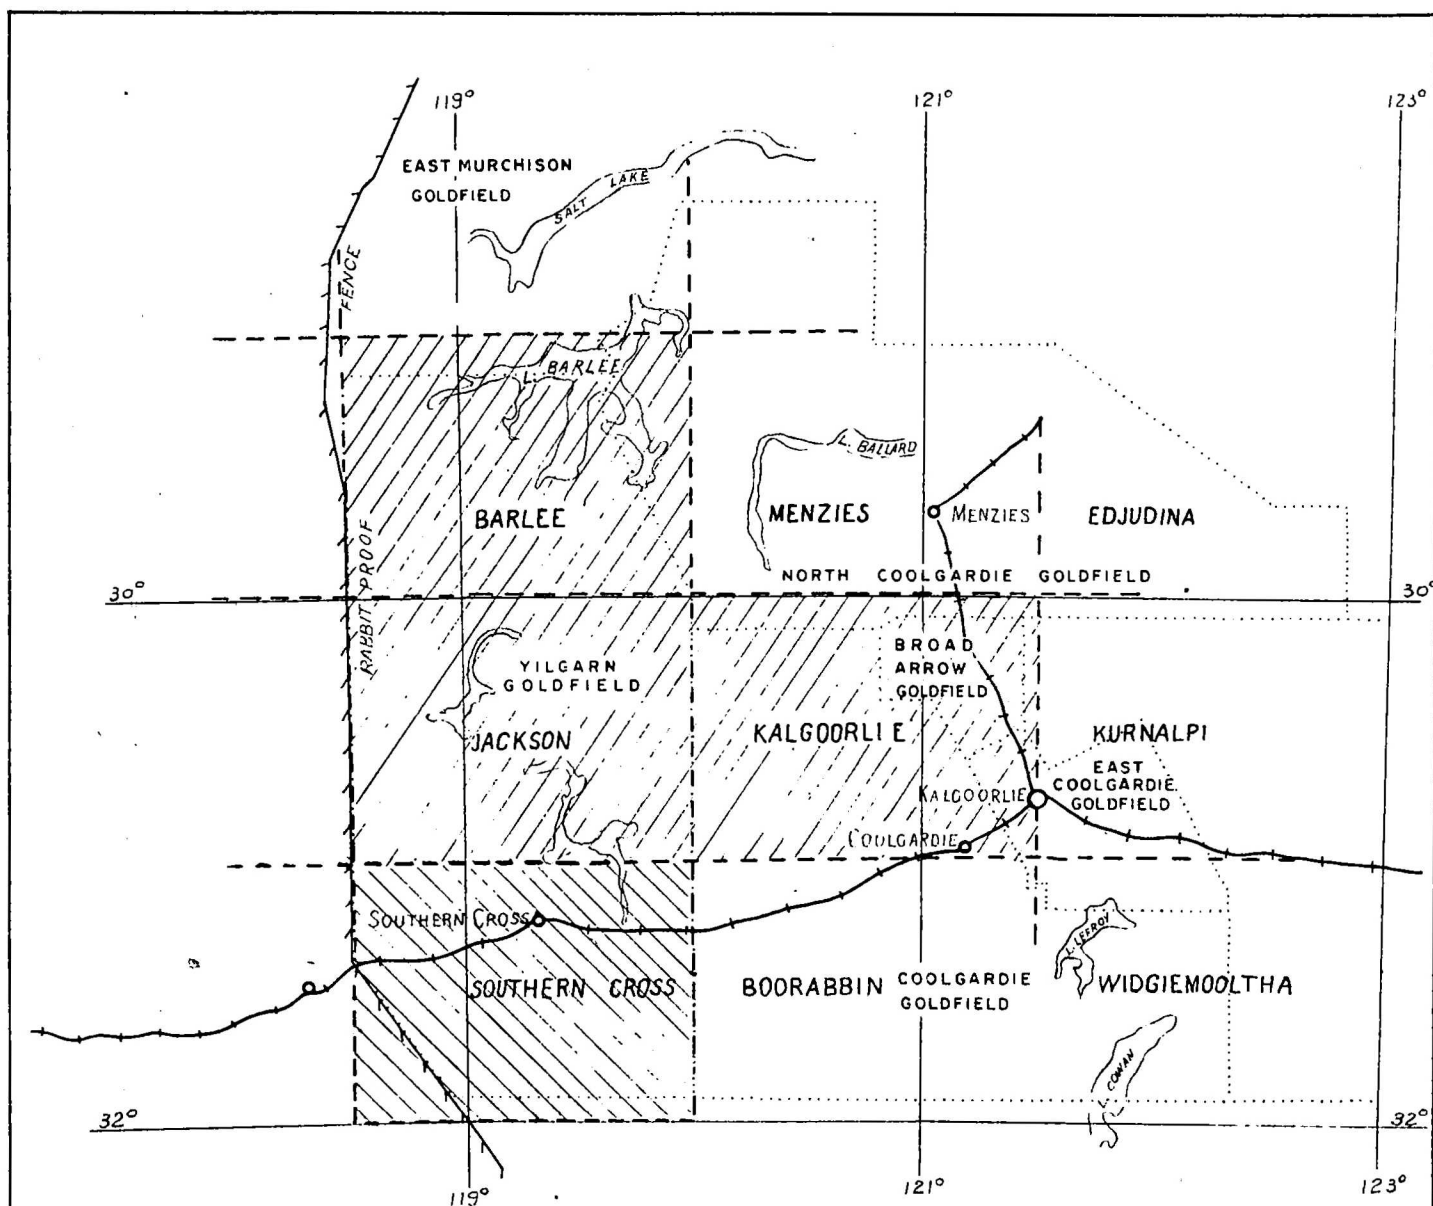 119°
121°
123°
EAST MURCHISON
GOLDFIELD
SALT LAKE
FENCE
L. BARLEE
L. BALLARD
BARLEE
MENZIES
MENZIES
EDJUDINA
RABBIT PROOF
NORTH COOLGARDIE GOLDFIELD
30°
30°
YILGARN
GOLDFIELD
BROAD
ARROW
GOLDFIELD
JACKSON
KALGOORLIE
KURNALPI
EAST
COOLGARDIE
GOLDFIELD
KALGOORLIE
COOLGARDIE
SOUTHERN CROSS
L. LEFROY
SOUTHERN CROSS
BOORABBIN
COOLGARDIE
GOLDFIELD
WIDGIEMOOLTHA
L. COWAN
32°
32°
119°
121°
123°